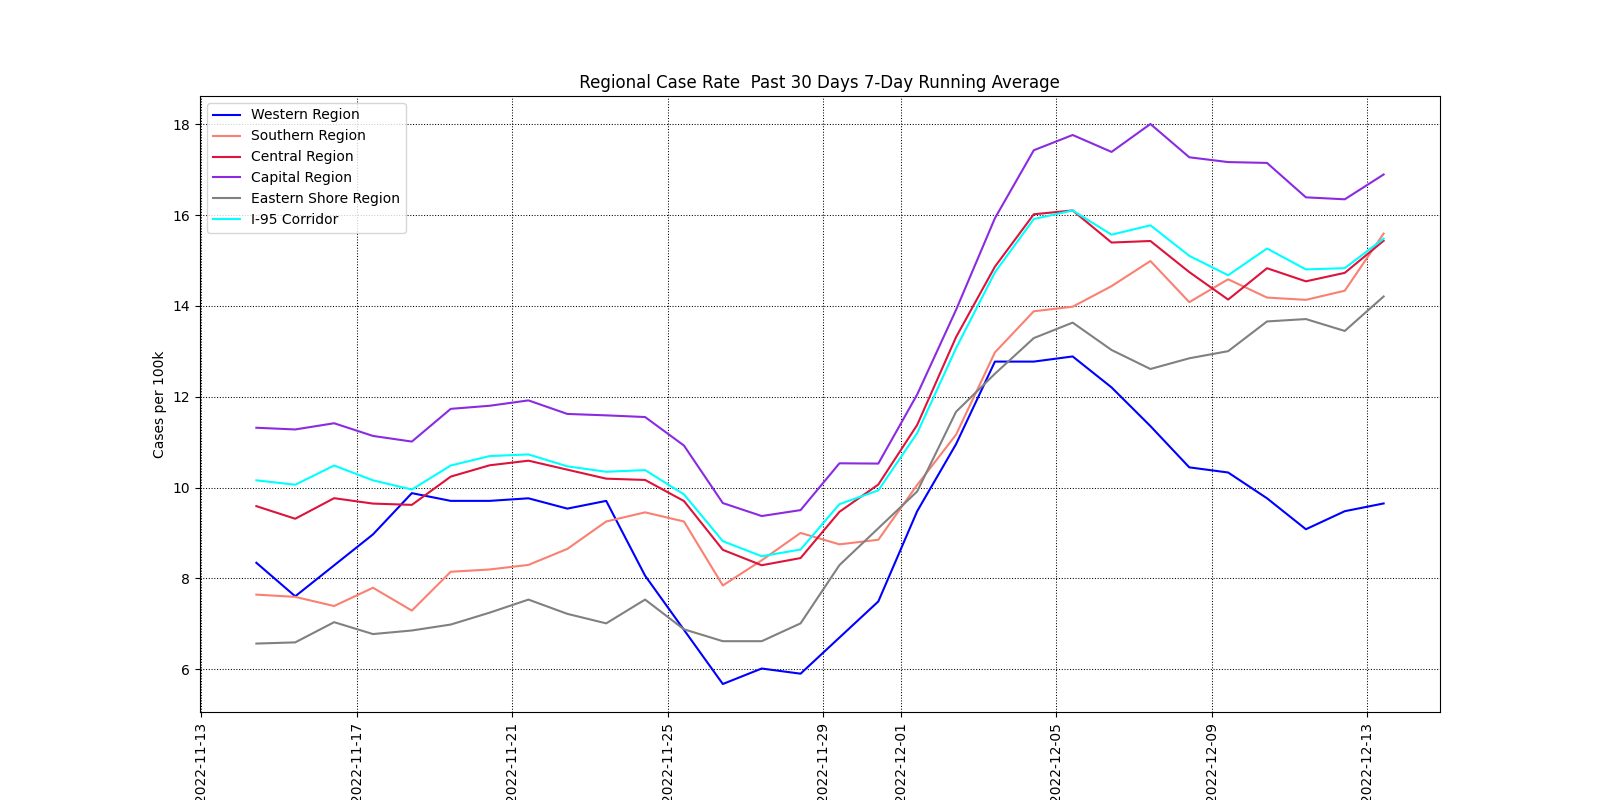 Regional Case Rate  Past 30 Days 7-Day Running Average
Western Region
Southern Region
Central Region
Capital Region
Eastern Shore Region
I-95 Corridor
Cases per 100k
18
16
14
12
10
8
6
2022-11-13
2022-11-17
2022-11-21
2022-11-25
2022-11-29
2022-12-01
2022-12-05
2022-12-09
2022-12-13